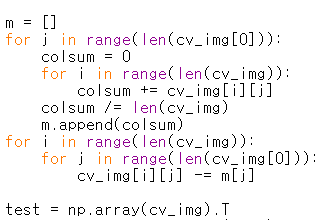 m = []
for j in range(len(cv_img[0])):
    colsum = 0
    for i in range(len(cv_img)):
        colsum += cv_img[i][j]
    colsum /= len(cv_img)
    m.append(colsum)
for i in range(len(cv_img)):
    for j in range(len(cv_img[0])):
        cv_img[i][j] -= m[j]

test = np.array(cv_img).T